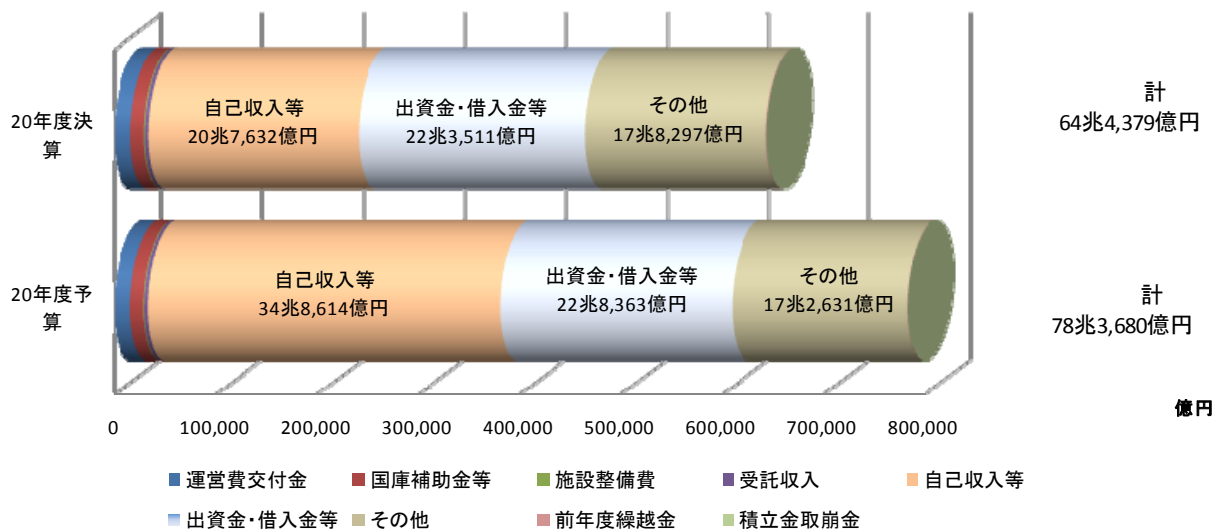 20年度決
算
自己収入等
20兆7,632億円
出資金・借入金等
22兆3,511億円
その他
17兆8,297億円
計
64兆4,379億円
20年度予
算
自己収入等
34兆8,614億円
出資金・借入金等
22兆8,363億円
その他
17兆2,631億円
計
78兆3,680億円
億円
0 100,000 200,000 300,000 400,000 500,000 600,000 700,000 800,000
運営費交付金 国庫補助金等 施設整備費 受託収入 自己収入等
出資金・借入金等 その他 前年度繰越金 積立金取崩金